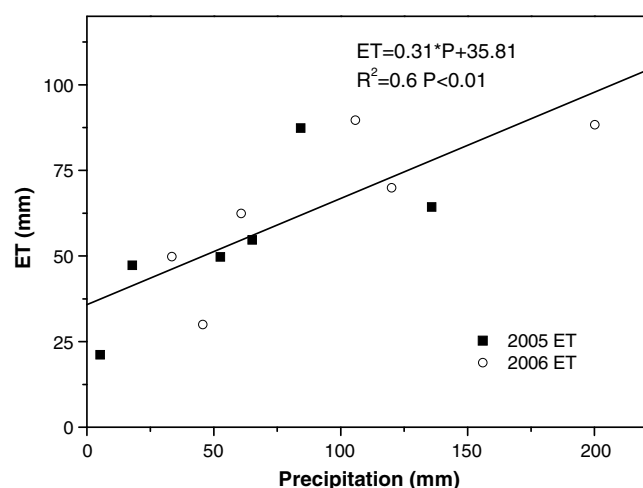 ET=0.31*P+35.81
R²=0.6 P<0.01
100
75
50
25
0
ET (mm)
2005 ET
2006 ET
0 50 100 150 200
Precipitation (mm)